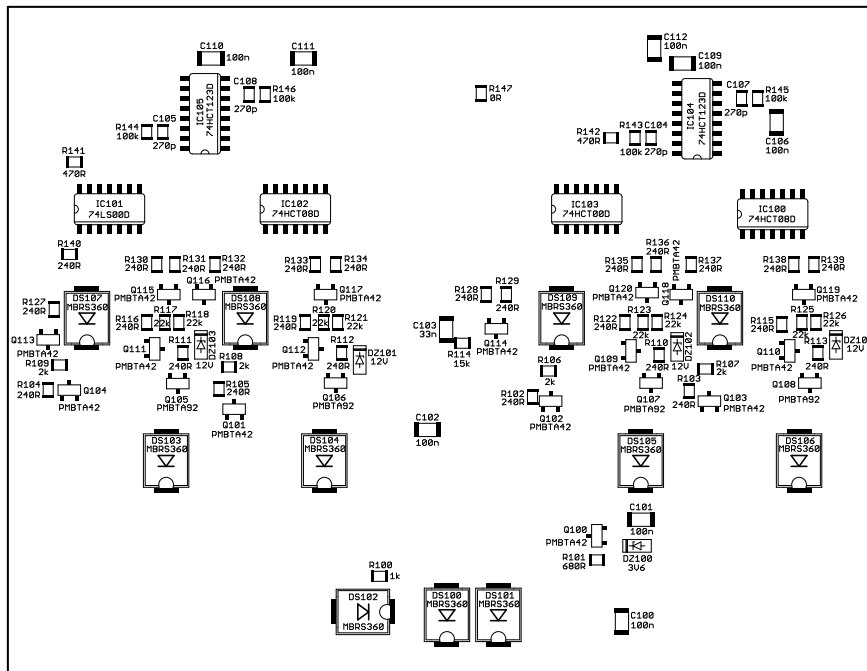 C110
100n
C111
100n
C112
100n
C109
100n
IC105
74HCT123D
C108
270p
R146
100k
R147
0R
IC104
74HCT123D
C107
270p
R145
100k
R144
100k
C105
270p
R142
470R
R143
100k
C104
270p
C106
100n
R141
470R
IC101
74LS00D
IC102
74HCT08D
IC103
74HCT00D
IC100
74HCT08D
R140
240R
R130
240R
R131
240R
R132
240R
R133
240R
R134
240R
R135
240R
R136
240R
PMBTA42
R137
240R
R138
240R
R139
240R
Q115
PMBTA42
Q116
PMBTA42
Q117
PMBTA42
R128
240R
R129
240R
Q120
PMBTA42
Q118
Q119
PMBTA42
R127
240R
DS107
MBRS360
R117
22k
R118
22k
R116
240R
DS108
MBRS360
R119
240R
R120
22k
R121
22k
C103
33n
Q114
PMBTA42
DS109
MBRS360
R122
240R
R123
22k
R124
22k
DS110
MBRS360
R115
240R
R125
22k
R126
22k
Q113
PMBTA42
Q111
PMBTA42
R111
240R
DZ103
12V
Q112
PMBTA42
R112
240R
DZ101
12V
R114
15k
Q109
PMBTA42
R110
240R
DZ102
12V
Q110
PMBTA42
R113
240R
DZ10
12V
R109
2k
R108
2k
R106
2k
R107
2k
R104
240R
Q104
PMBTA42
Q105
PMBTA92
R105
240R
Q106
PMBTA92
Q101
PMBTA42
R102
240R
Q102
PMBTA42
Q107
PMBTA92
R103
240R
Q103
PMBTA42
Q108
PMBTA92
C102
100n
DS103
MBRS360
DS104
MBRS360
DS105
MBRS360
DS106
MBRS360
C101
100n
Q100
PMBTA42
R101
680R
DZ100
3V6
R100
1k
DS102
MBRS360
DS100
MBRS360
DS101
MBRS360
C100
100n